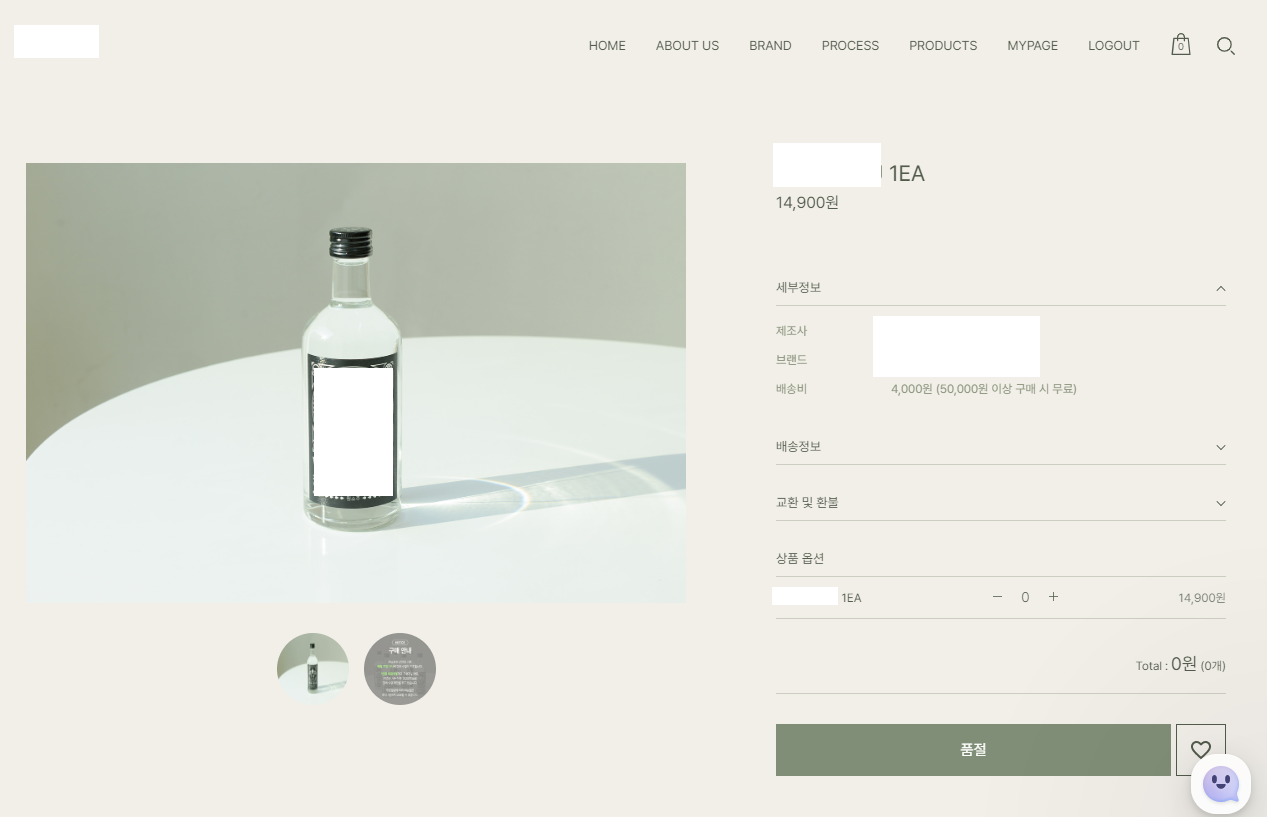 HOME ABOUT US BRAND PROCESS PRODUCTS MYPAGE LOGOUT 0
1EA
14,900원
세부정보
제조사
브랜드
배송비 4,000원 (50,000원 이상 구매 시 무료)
배송정보
교환 및 환불
상품 옵션
1EA 0 14,900원
Total : 0원 (0개)
구매 안내
품절